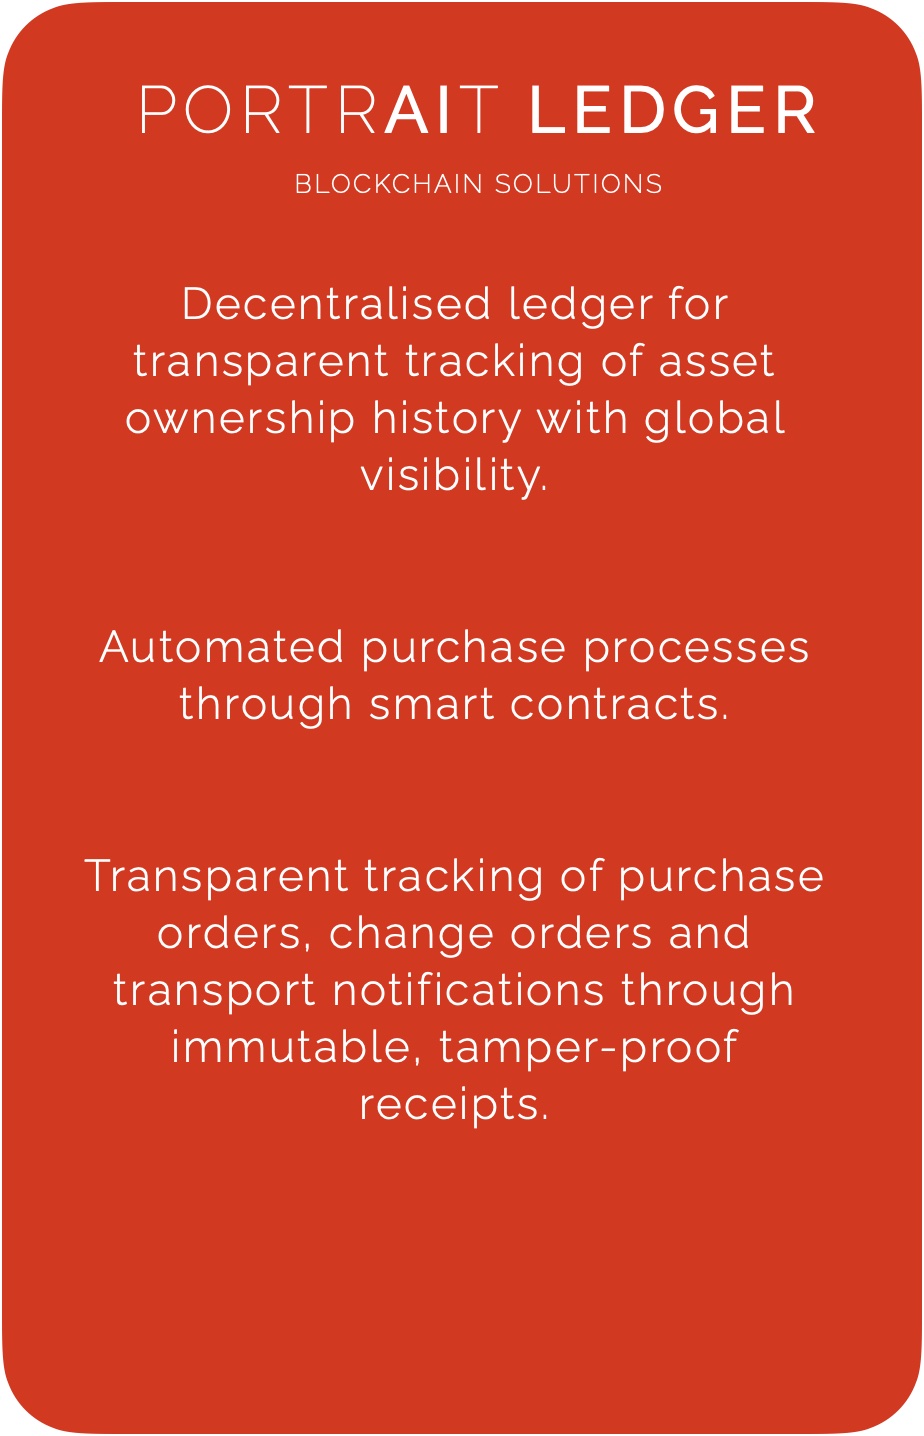 PORTRAIT LEDGER
BLOCKCHAIN SOLUTIONS
Decentralised ledger for
transparent tracking of asset
ownership history with global
visibility.
Automated purchase processes
through smart contracts.
Transparent tracking of purchase
orders, change orders and
transport notifications through
immutable, tamper-proof
receipts.